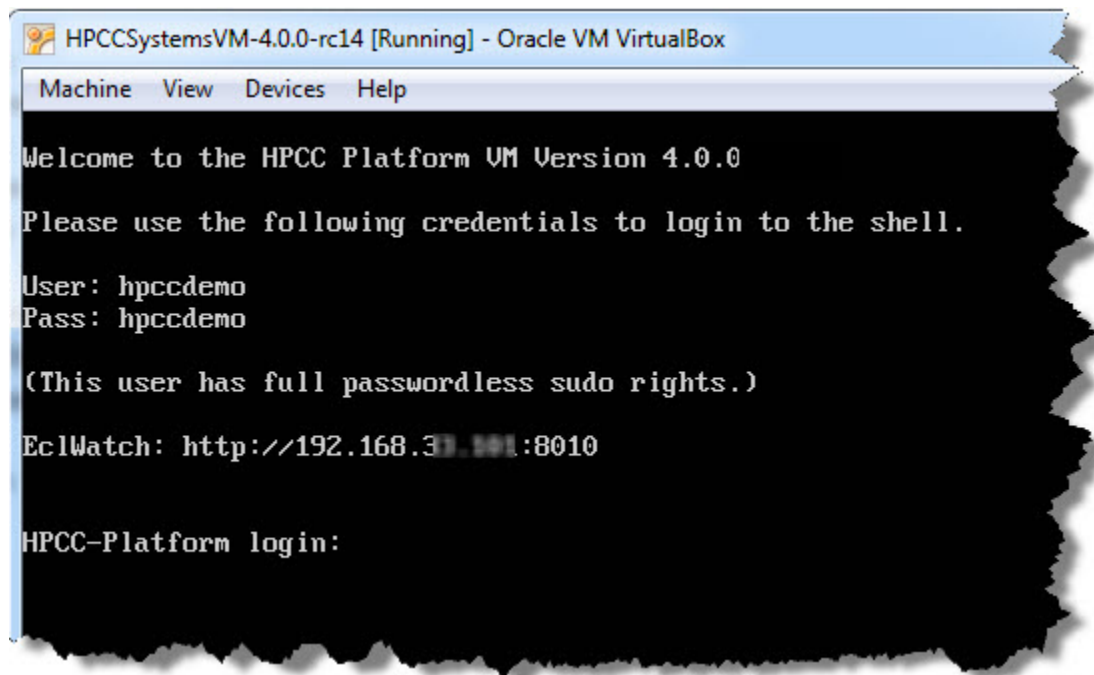 HPCCSystemsVM-4.0.0-rc14 [Running] - Oracle VM VirtualBox
Machine View Devices Help
Welcome to the HPCC Platform VM Version 4.0.0
Please use the following credentials to login to the shell.
User: hpccdemo
Pass: hpccdemo
(This user has full passwordless sudo rights.)
EclWatch: http://192.168.3 :8010
HPCC-Platform login: